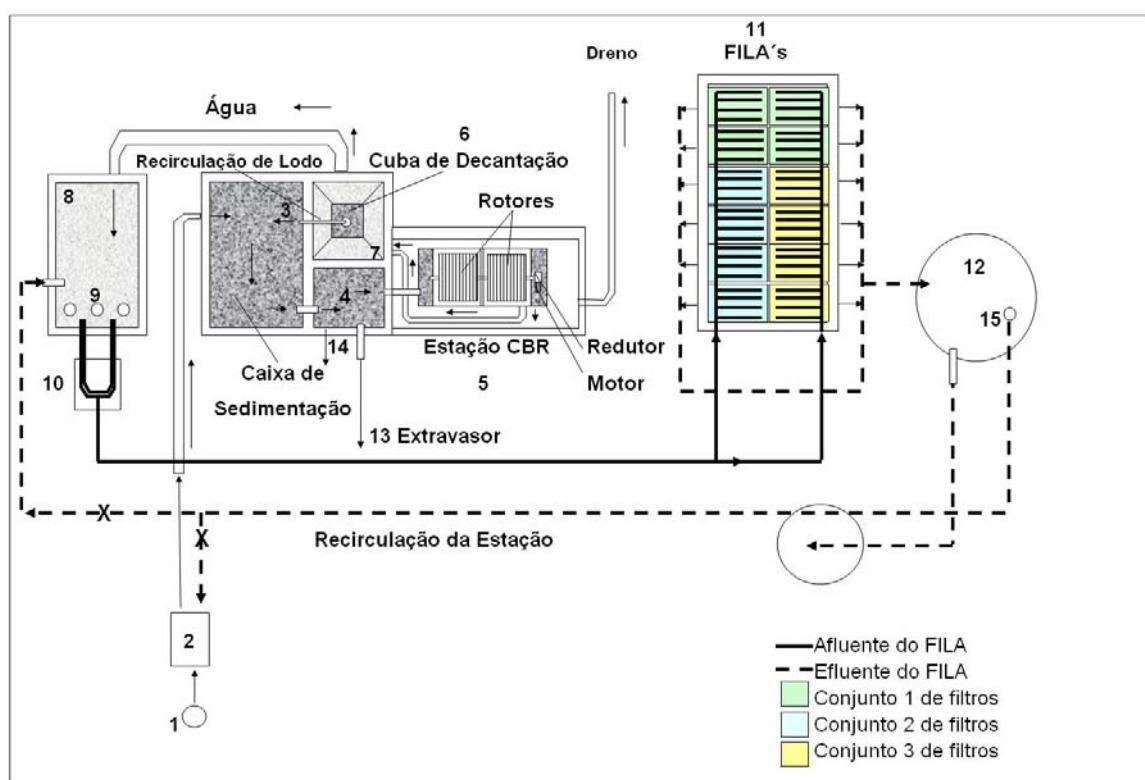 11
FILA´s
Dreno
Água
6
Cuba de Decantação
Recirculação de Lodo
Rotores
8
3
7
9
4
12
15
10
14
Estação CBR
Redutor
5
Motor
Caixa de
Sedimentação
13 Extravasor
X
X
Recirculação da Estação
2
1
Afluente do FILA
Efluente do FILA
Conjunto 1 de filtros
Conjunto 2 de filtros
Conjunto 3 de filtros